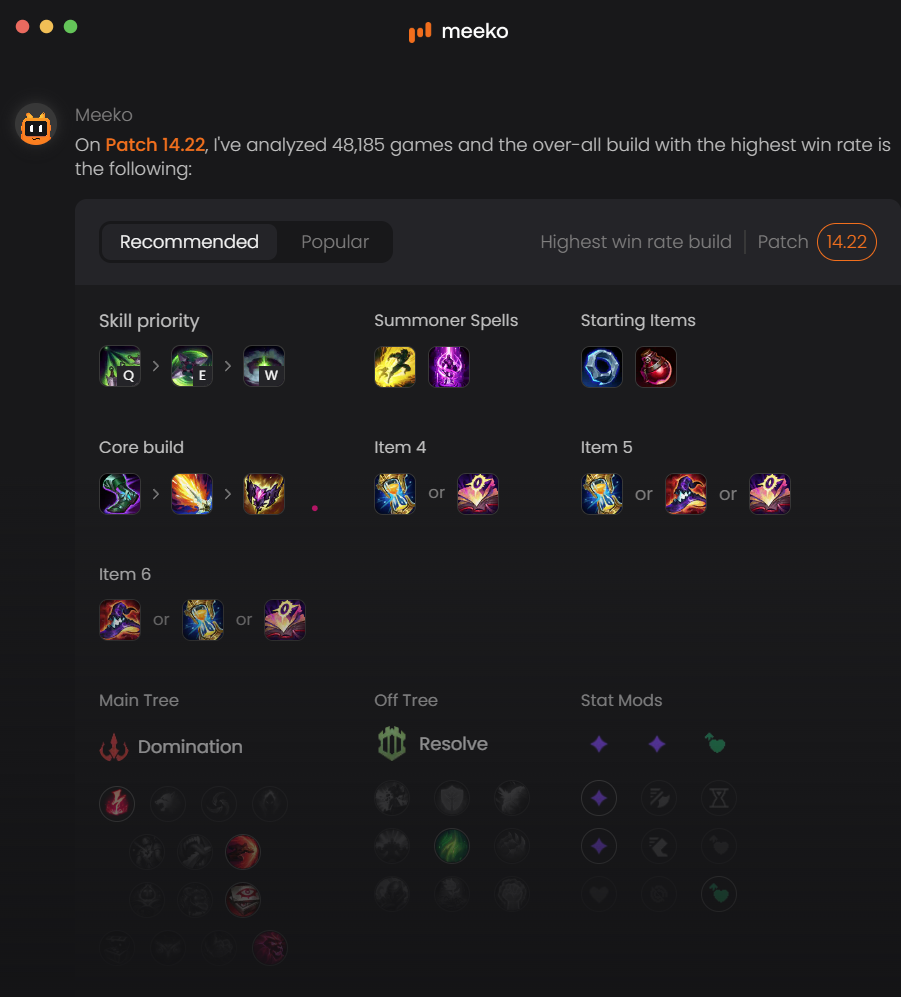 meeko
Meeko
On Patch 14.22, I've analyzed 48,185 games and the over-all build with the highest win rate is
the following:
Recommended Popular Highest win rate build Patch 14.22
Skill priority Summoner Spells Starting Items
Q E W
Core build Item 4 Item 5
or or or
Item 6
or or
Main Tree Off Tree Stat Mods
Domination Resolve